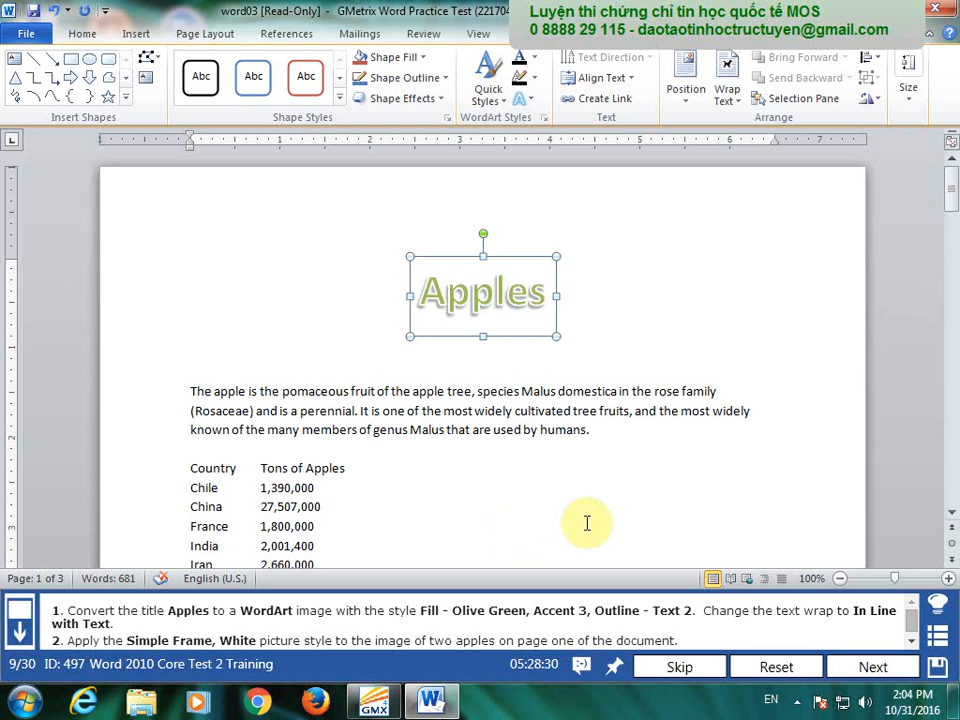 word03 [Read-Only] - GMetrix Word Practice Test (22170
Luyện thi chứng chỉ tin học quốc tế MOS
0 8888 29 115 - daotaotinhoctructuyen@gmail.com
File Home Insert Page Layout References Mailings Review View
Abc Abc Abc
Shape Fill
Shape Outline
Shape Effects
Quick Styles
Text Direction
Align Text
Create Link
Position
Wrap Text
Bring Forward
Send Backward
Selection Pane
Size
Insert Shapes Shape Styles WordArt Styles Text Arrange
1 2 3 4 5 6 7
Apples
The apple is the pomaceous fruit of the apple tree, species Malus domestica in the rose family
(Rosaceae) and is a perennial. It is one of the most widely cultivated tree fruits, and the most widely
known of the many members of genus Malus that are used by humans.
Country Tons of Apples
Chile 1,390,000
China 27,507,000
France 1,800,000
India 2,001,400
Iran 2,660,000
Page: 1 of 3 Words: 681 English (U.S.) 100%
1. Convert the title Apples to a WordArt image with the style Fill - Olive Green, Accent 3, Outline - Text 2. Change the text wrap to In Line
with Text.
2. Apply the Simple Frame, White picture style to the image of two apples on page one of the document.
9/30 ID: 497 Word 2010 Core Test 2 Training 05:28:30 Skip Reset Next
GMX
EN 2:04 PM
10/31/2016